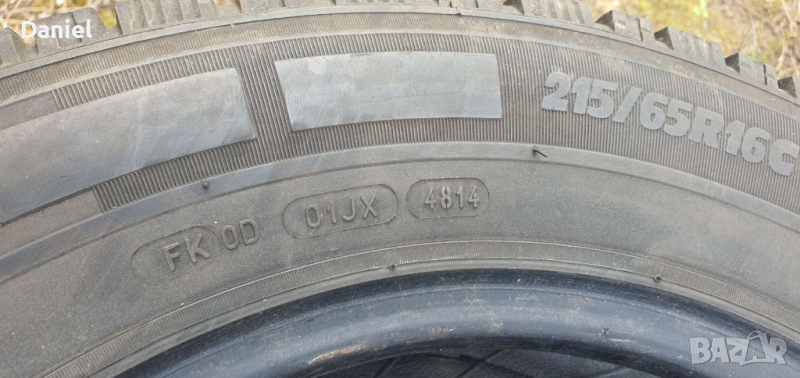 Daniel
215/65R16C
FK 0D 01JX 4814
BAZAR